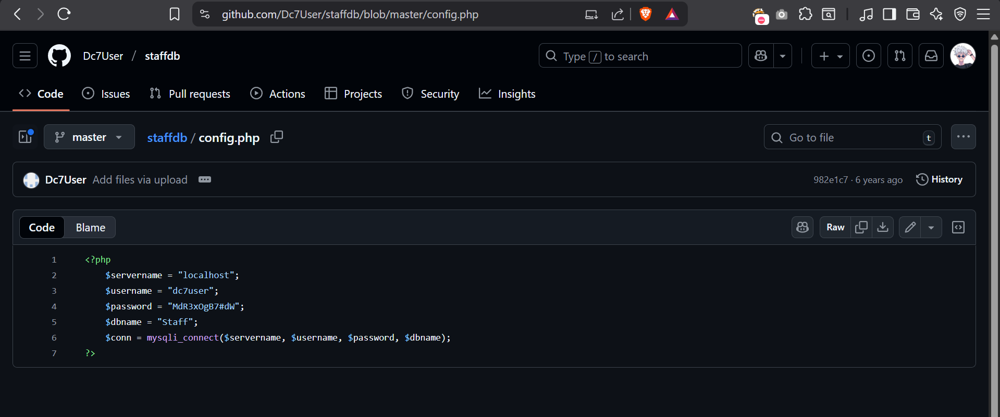 github.com/Dc7User/staffdb/blob/master/config.php
Dc7User / staffdb
Type / to search
Code Issues Pull requests Actions Projects Security Insights
master staffdb / config.php Go to file t
Dc7User Add files via upload 982e1c7 · 6 years ago History
Code Blame Raw
1 <?php
2 $servername = "localhost";
3 $username = "dc7user";
4 $password = "MdR3xOgB7#dW";
5 $dbname = "Staff";
6 $conn = mysqli_connect($servername, $username, $password, $dbname);
7 ?>